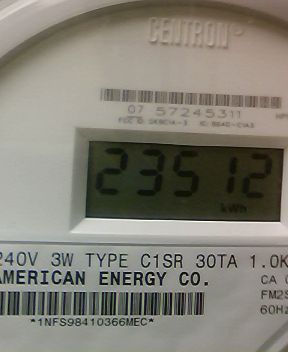 CENTRON®
07 57245311
23512
kWh
240V 3W TYPE C1SR 30TA 1.0K
AMERICAN ENERGY CO.
CA
FM2S
60Hz
*1NFS98410366MEC*